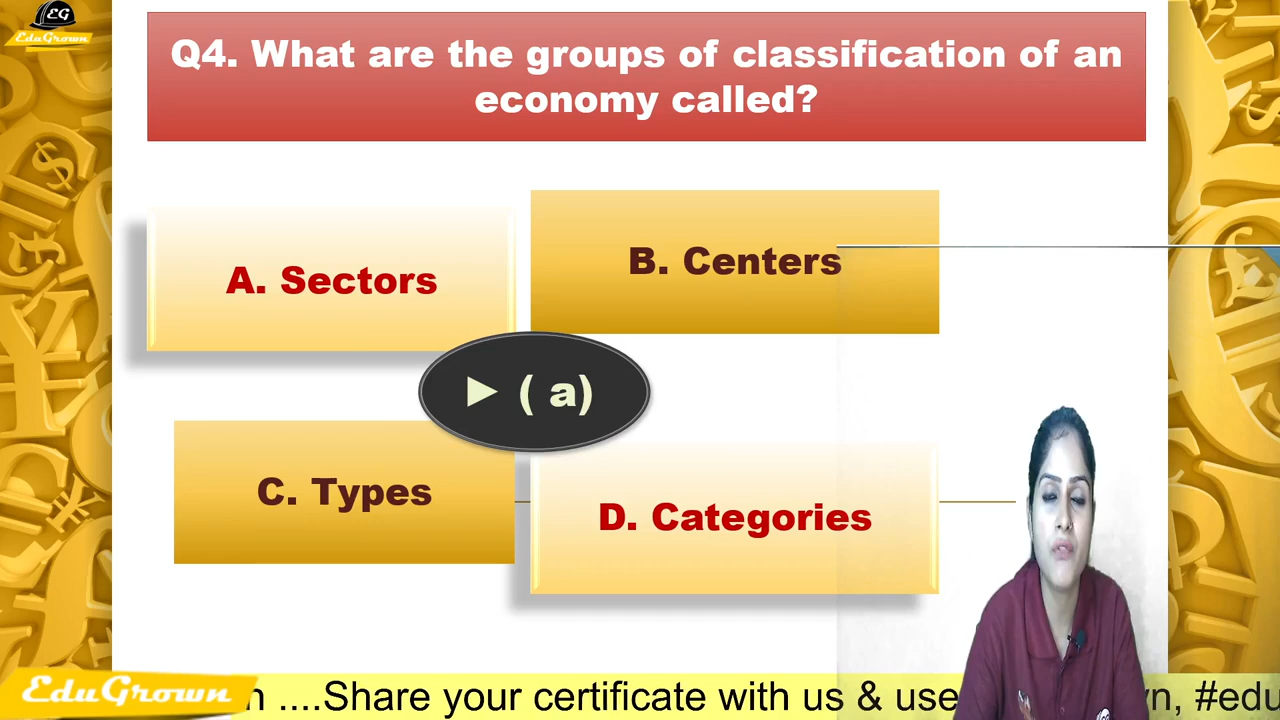 EG
EduGrown
Q4. What are the groups of classification of an
economy called?
A. Sectors
B. Centers
► ( a)
C. Types
D. Categories
EduGrown
....Share your certificate with us & use
#edu